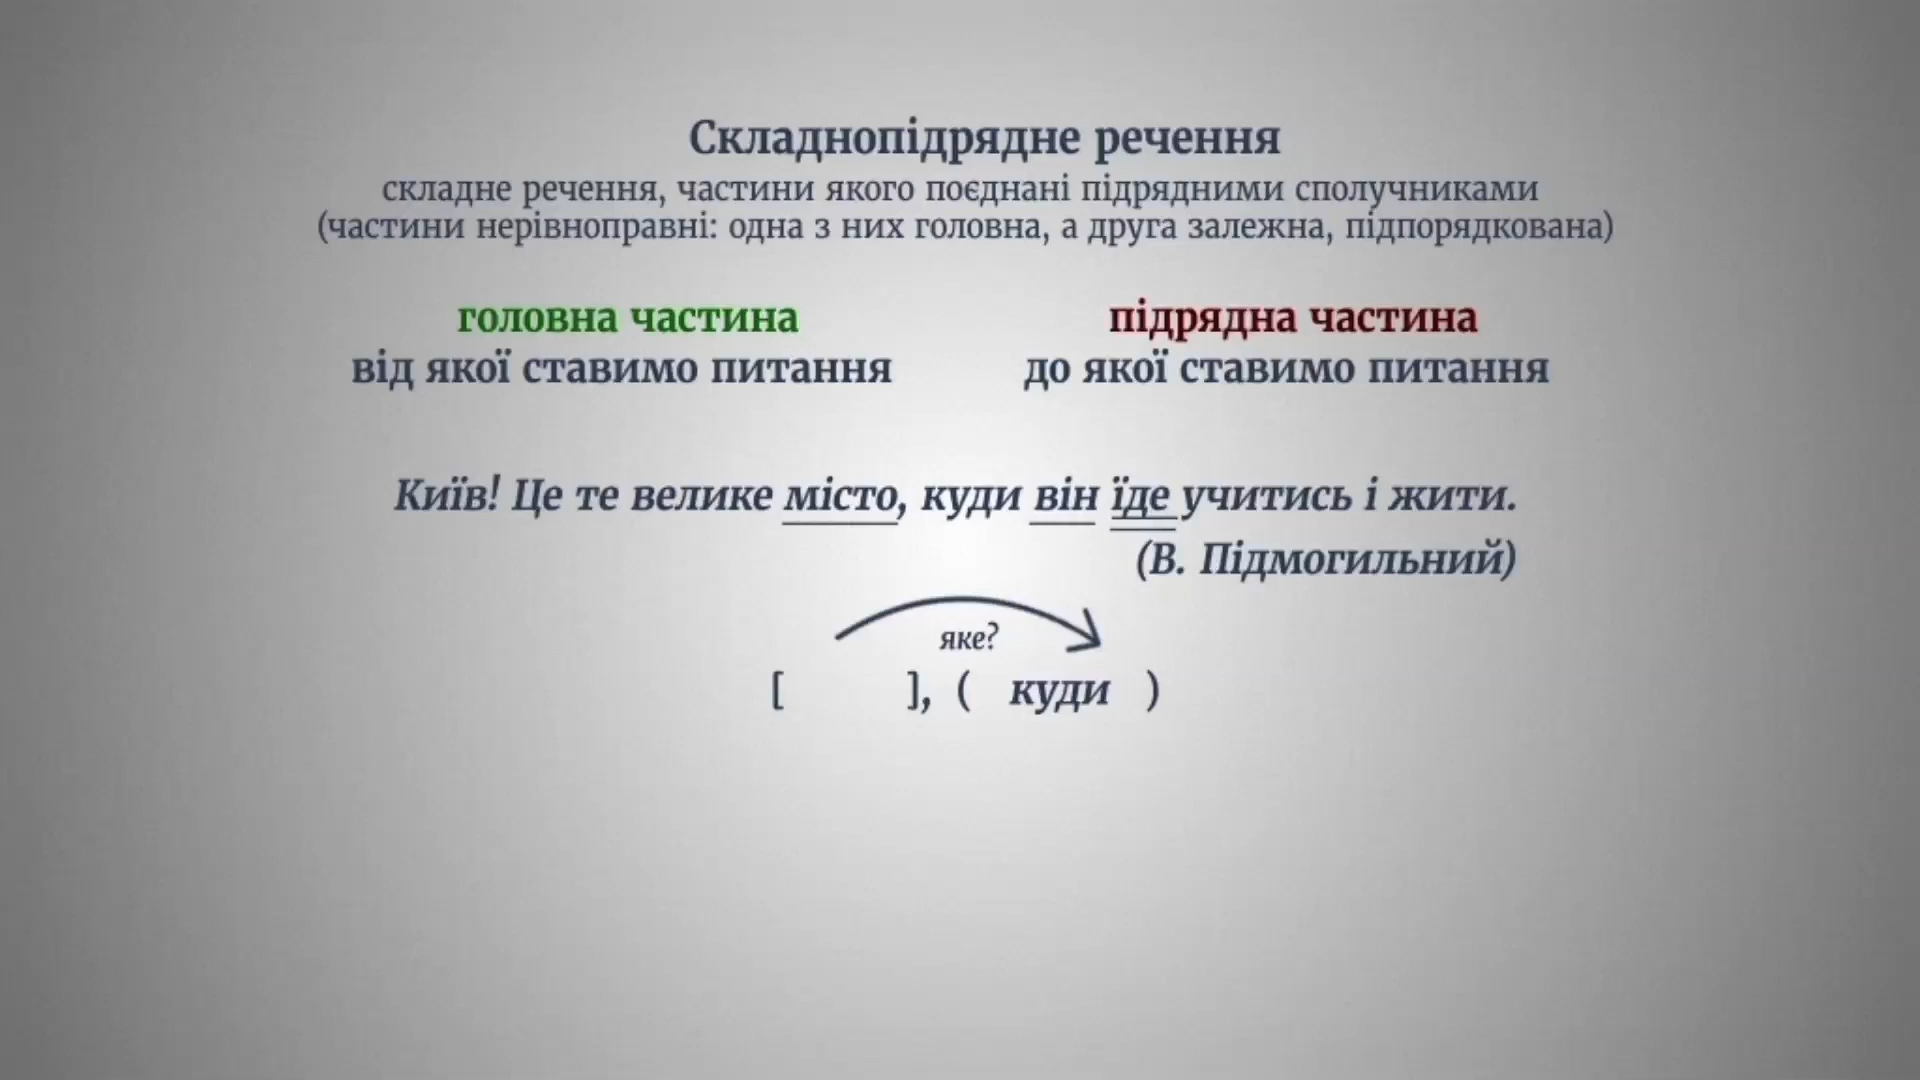 Складнопідрядне речення
складне речення, частини якого поєднані підрядними сполучниками
(частини нерівноправні: одна з них головна, а друга залежна, підпорядкована)
головна частина
від якої ставимо питання
підрядна частина
до якої ставимо питання
Київ! Це те велике місто, куди він їде учитись і жити.
(В. Підмогильний)
яке?
[ ], ( куди )